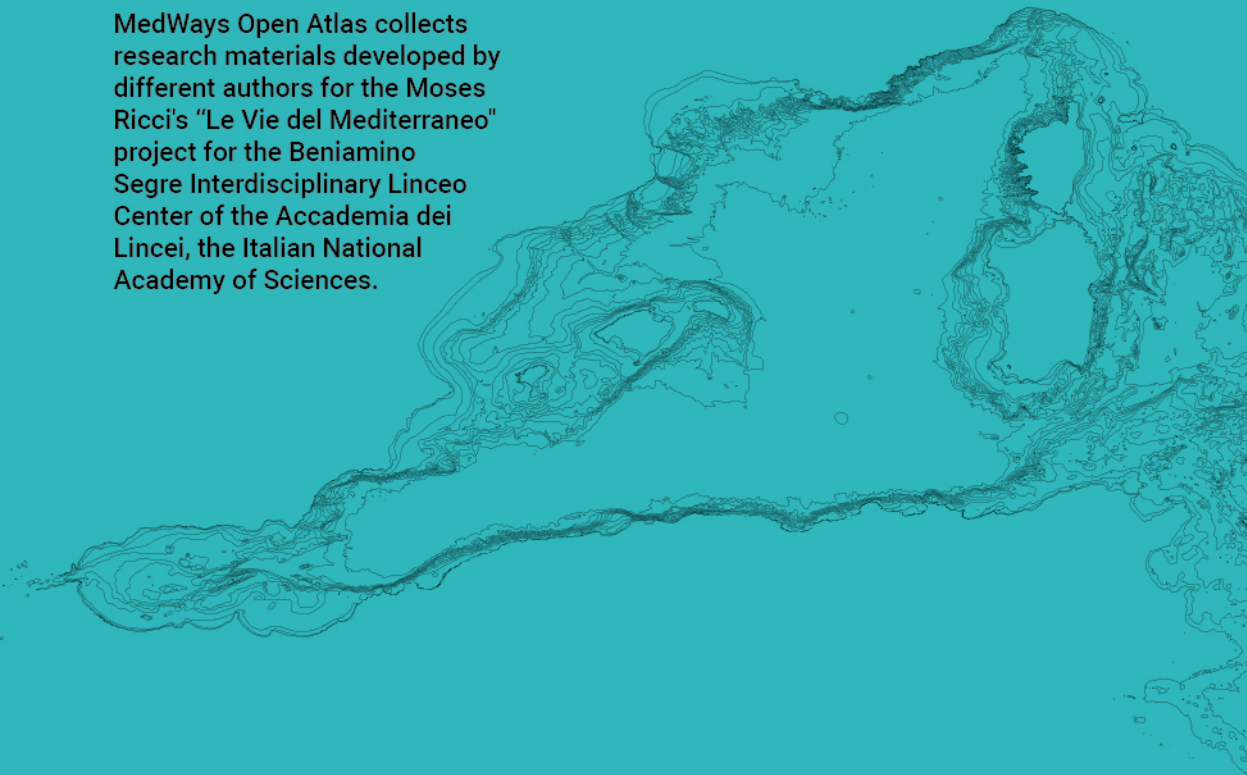 MedWays Open Atlas collects
research materials developed by
different authors for the Moses
Ricci's “Le Vie del Mediterraneo"
project for the Beniamino
Segre Interdisciplinary Linceo
Center of the Accademia dei
Lincei, the Italian National
Academy of Sciences.